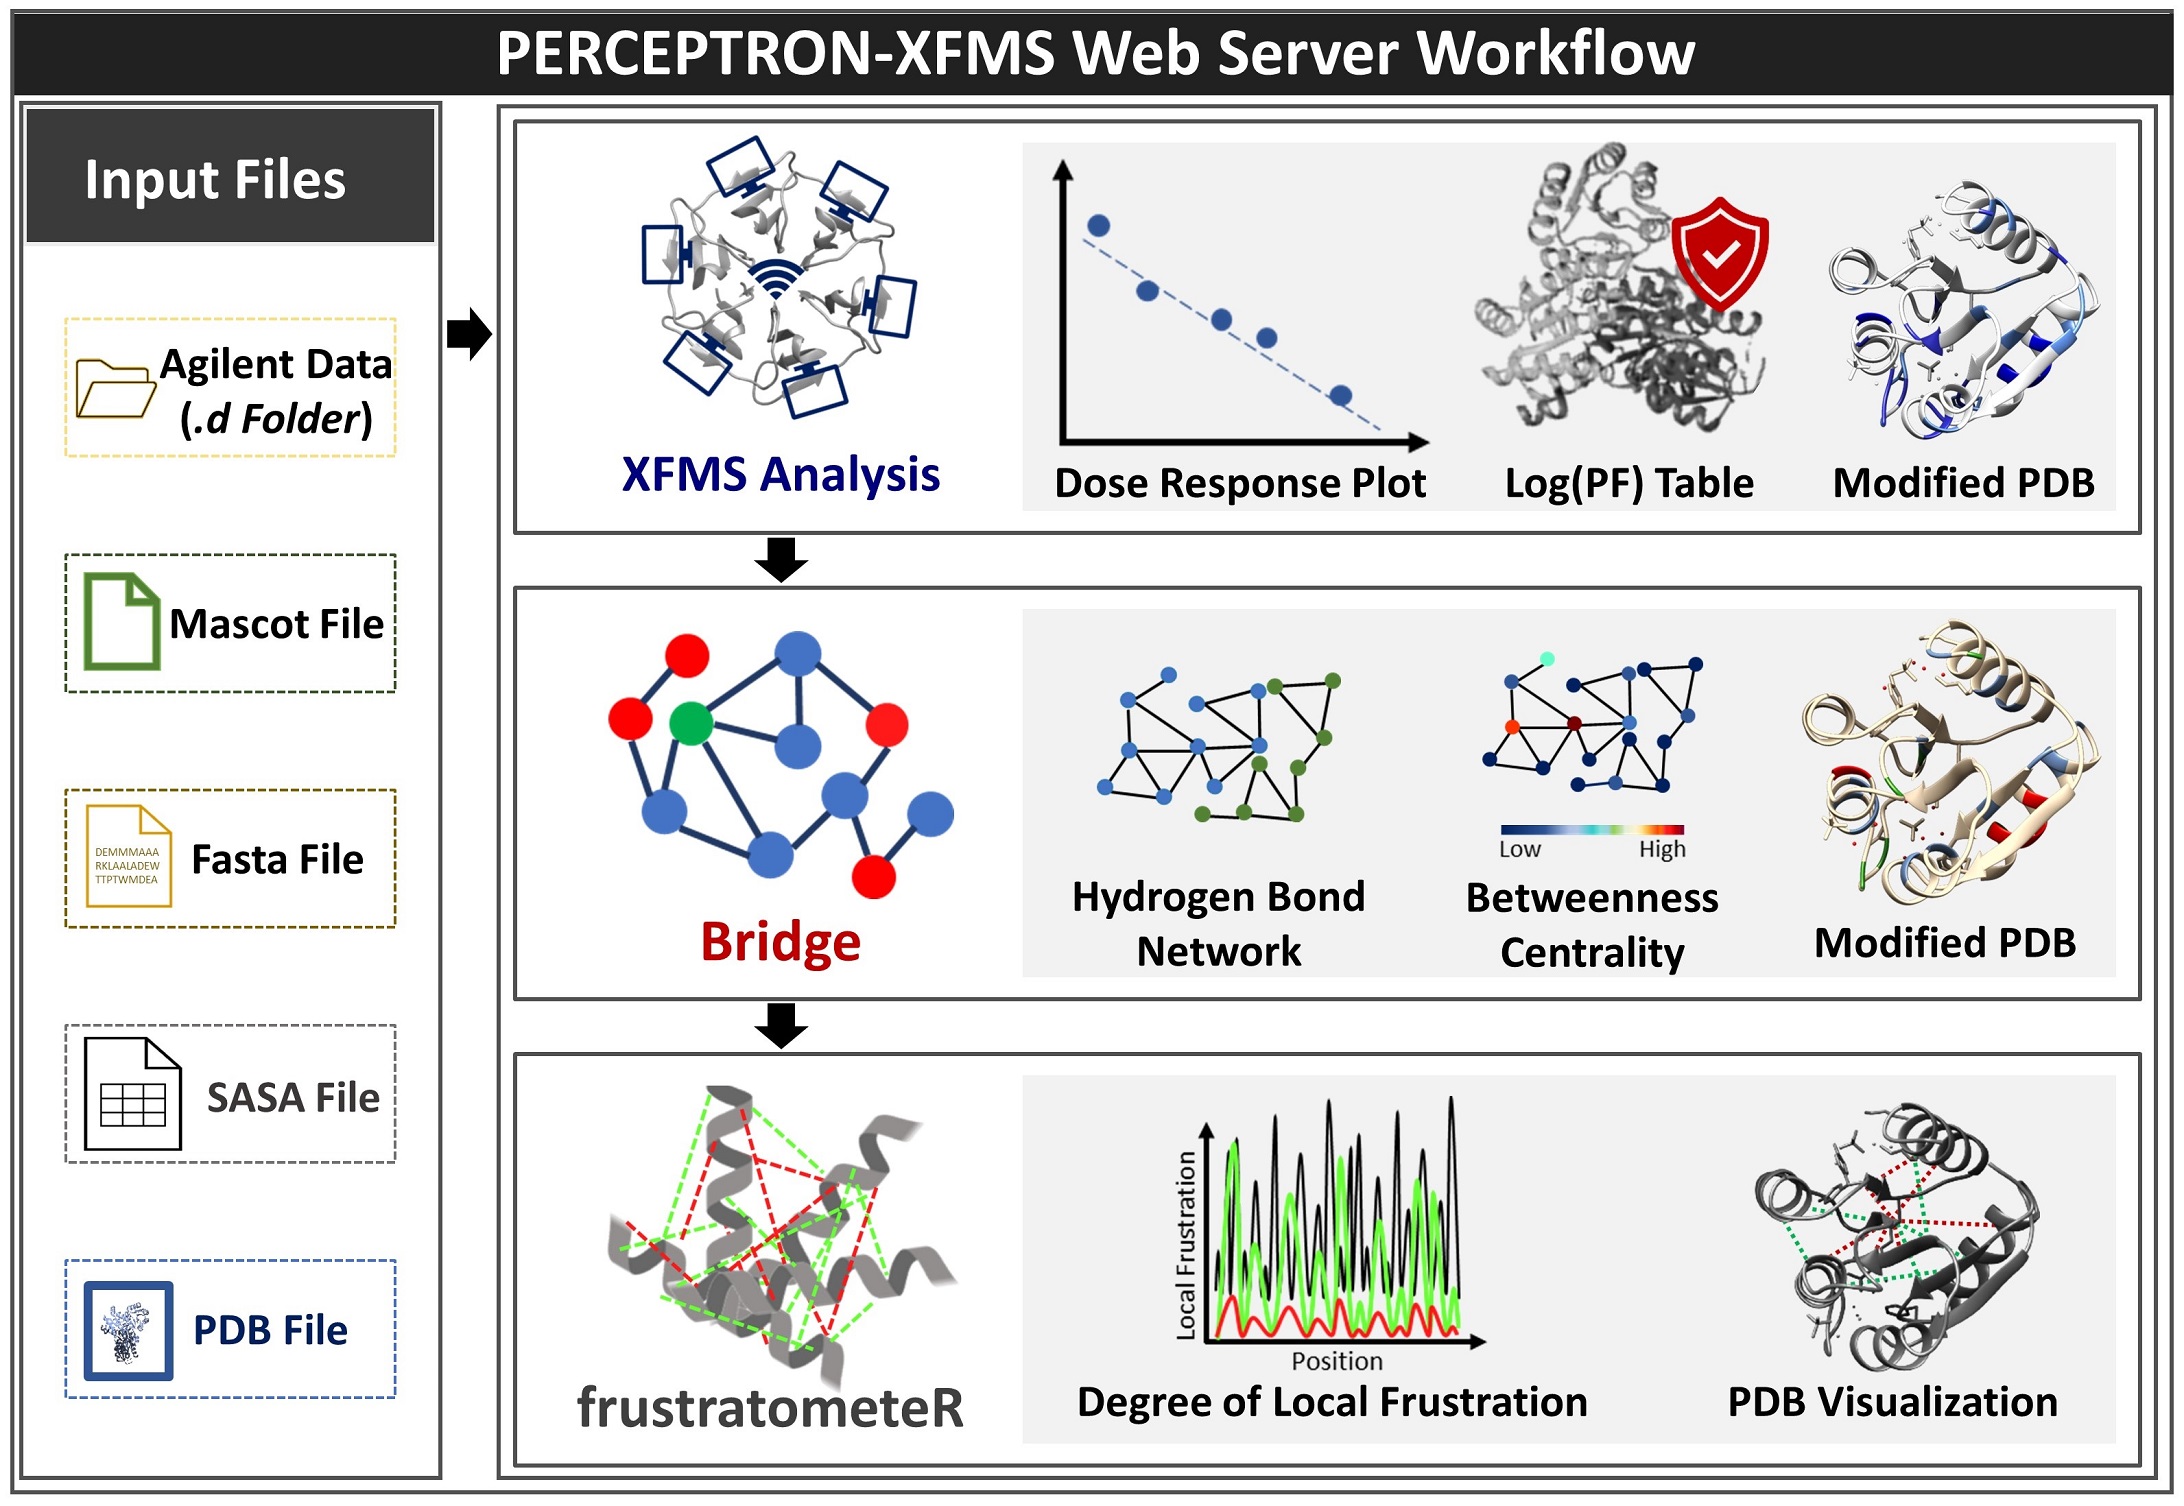 PERCEPTRON-XFMS Web Server Workflow
Input Files
Agilent Data
(.d Folder)
Mascot File
DEMMMAAA
RKLAALADEW
TTPTWMDEA
Fasta File
SASA File
PDB File
XFMS Analysis
Dose Response Plot
Log(PF) Table
Modified PDB
Bridge
Hydrogen Bond
Network
Low
High
Betweenness
Centrality
Modified PDB
frustratometeR
Local Frustration
Position
Degree of Local Frustration
PDB Visualization